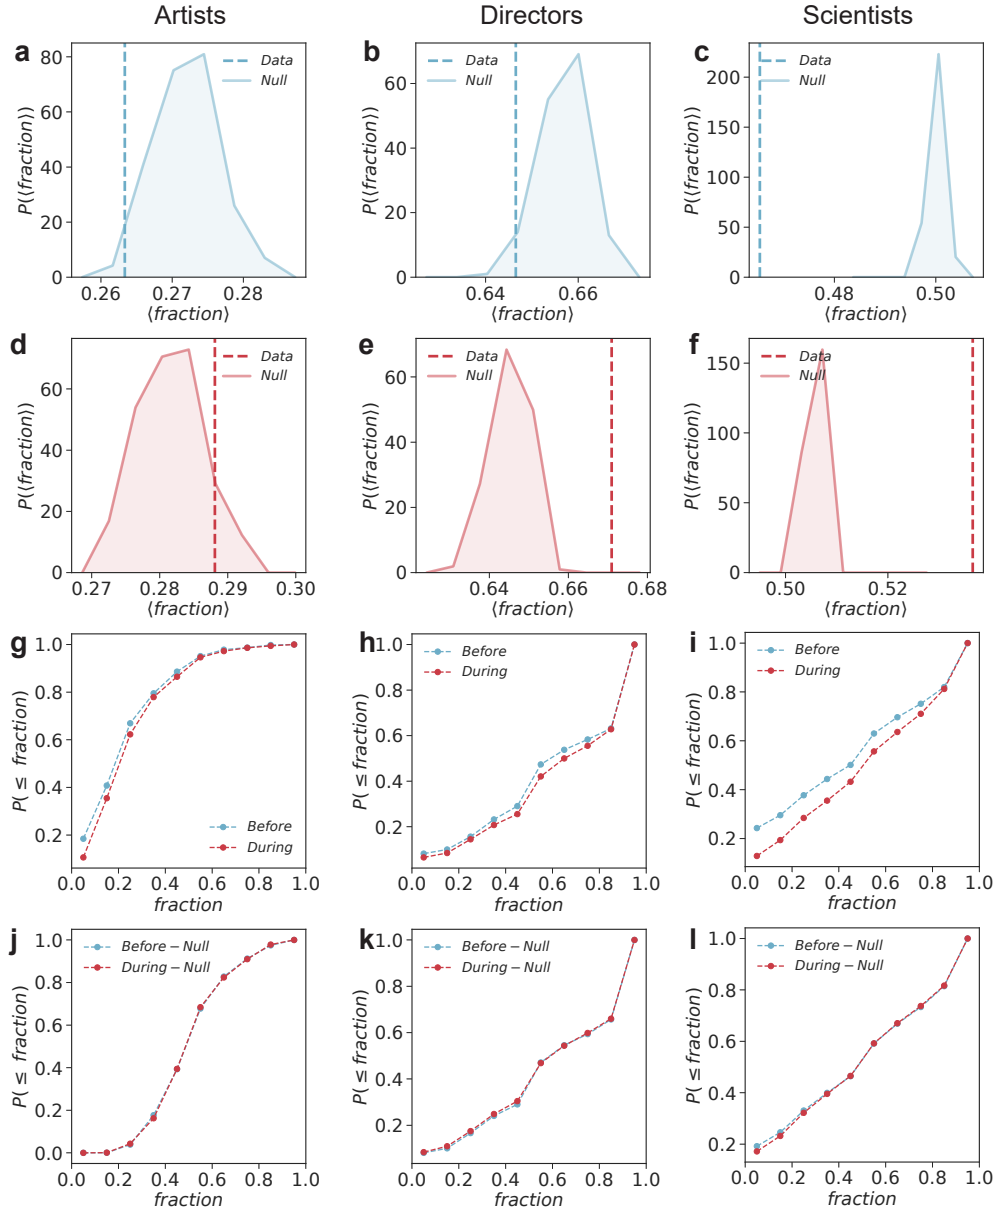 Artists Directors Scientists
a b c
80 60 40 20 0
Data
Null
P(⟨fraction⟩)
0.26 0.27 0.28
⟨fraction⟩
60 40 20 0
Data
Null
P(⟨fraction⟩)
0.64 0.66
⟨fraction⟩
200 150 100 50 0
Data
Null
P(⟨fraction⟩)
0.48 0.50
⟨fraction⟩
d e f
60 40 20 0
Data
Null
P(⟨fraction⟩)
0.27 0.28 0.29 0.30
⟨fraction⟩
60 40 20 0
Data
Null
P(⟨fraction⟩)
0.64 0.66 0.68
⟨fraction⟩
150 100 50 0
Data
Null
P(⟨fraction⟩)
0.50 0.52
⟨fraction⟩
g h i
1.0 0.8 0.6 0.4 0.2
P(≤ fraction)
Before
During
0.0 0.2 0.4 0.6 0.8 1.0
fraction
1.0 0.8 0.6 0.4 0.2
P(≤ fraction)
Before
During
0.0 0.2 0.4 0.6 0.8 1.0
fraction
1.0 0.8 0.6 0.4 0.2
P(≤ fraction)
Before
During
0.0 0.2 0.4 0.6 0.8 1.0
fraction
j k l
1.0 0.8 0.6 0.4 0.2 0.0
P(≤ fraction)
Before − Null
During − Null
0.0 0.2 0.4 0.6 0.8 1.0
fraction
1.0 0.8 0.6 0.4 0.2
P(≤ fraction)
Before − Null
During − Null
0.0 0.2 0.4 0.6 0.8 1.0
fraction
1.0 0.8 0.6 0.4 0.2
P(≤ fraction)
Before − Null
During − Null
0.0 0.2 0.4 0.6 0.8 1.0
fraction